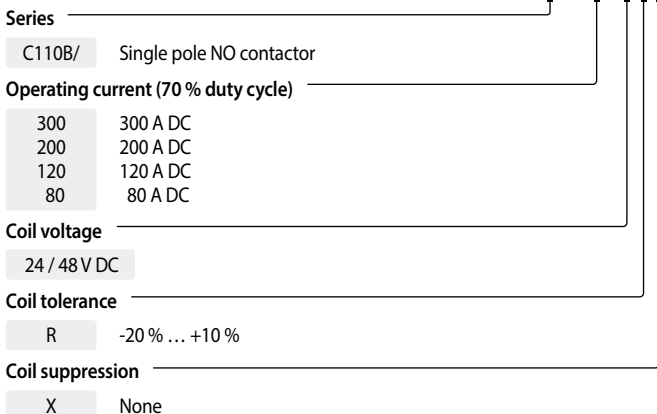 Series
C110B/ Single pole NO contactor
Operating current (70 % duty cycle)
300 300 A DC
200 200 A DC
120 120 A DC
80 80 A DC
Coil voltage
24 / 48 V DC
Coil tolerance
R -20 % … +10 %
Coil suppression
X None